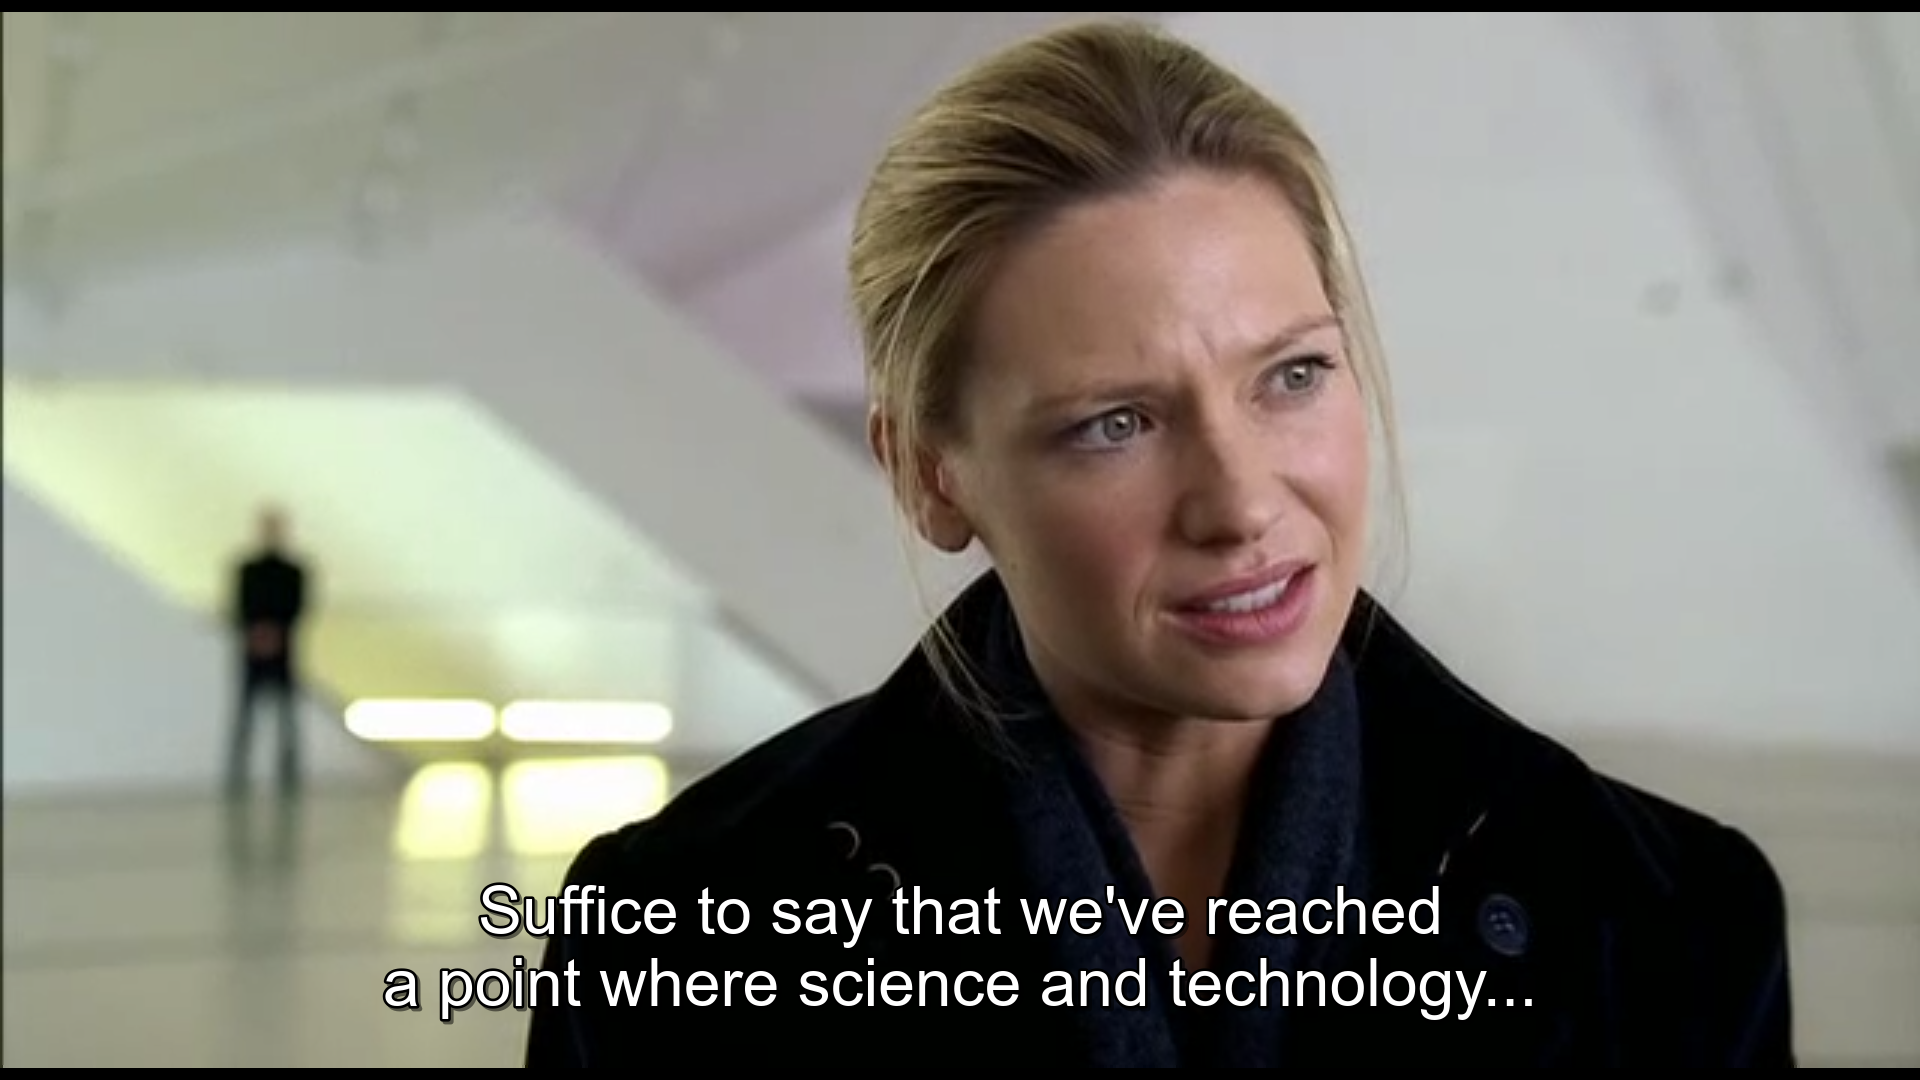 Suffice to say that we've reached
a point where science and technology...